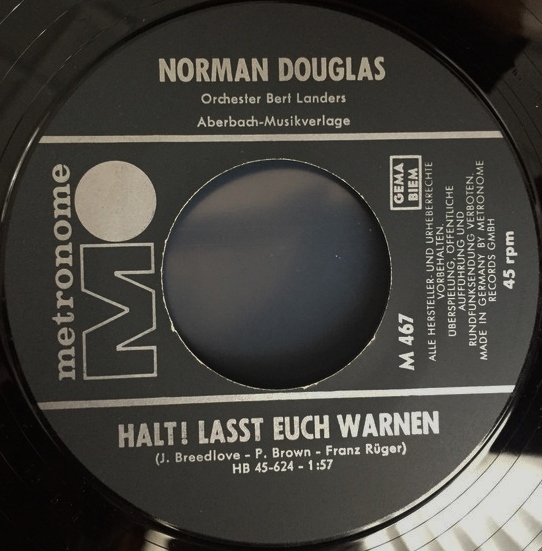 NORMAN DOUGLAS
Orchester Bert Landers
Aberbach-Musikverlage
metronome
M
GEMA
BIEM
M 467
ALLE HERSTELLER- UND URHEBERRECHTE
VORBEHALTEN.
ÜBERSPIELUNG, ÖFFENTLICHE
AUFFÜHRUNG UND
RUNDFUNKSENDUNG VERBOTEN.
MADE IN GERMANY BY METRONOME
RECORDS GMBH
45 rpm
HALT! LASST EUCH WARNEN
(J. Breedlove - P. Brown - Franz Rüger)
HB 45-624 - 1:57